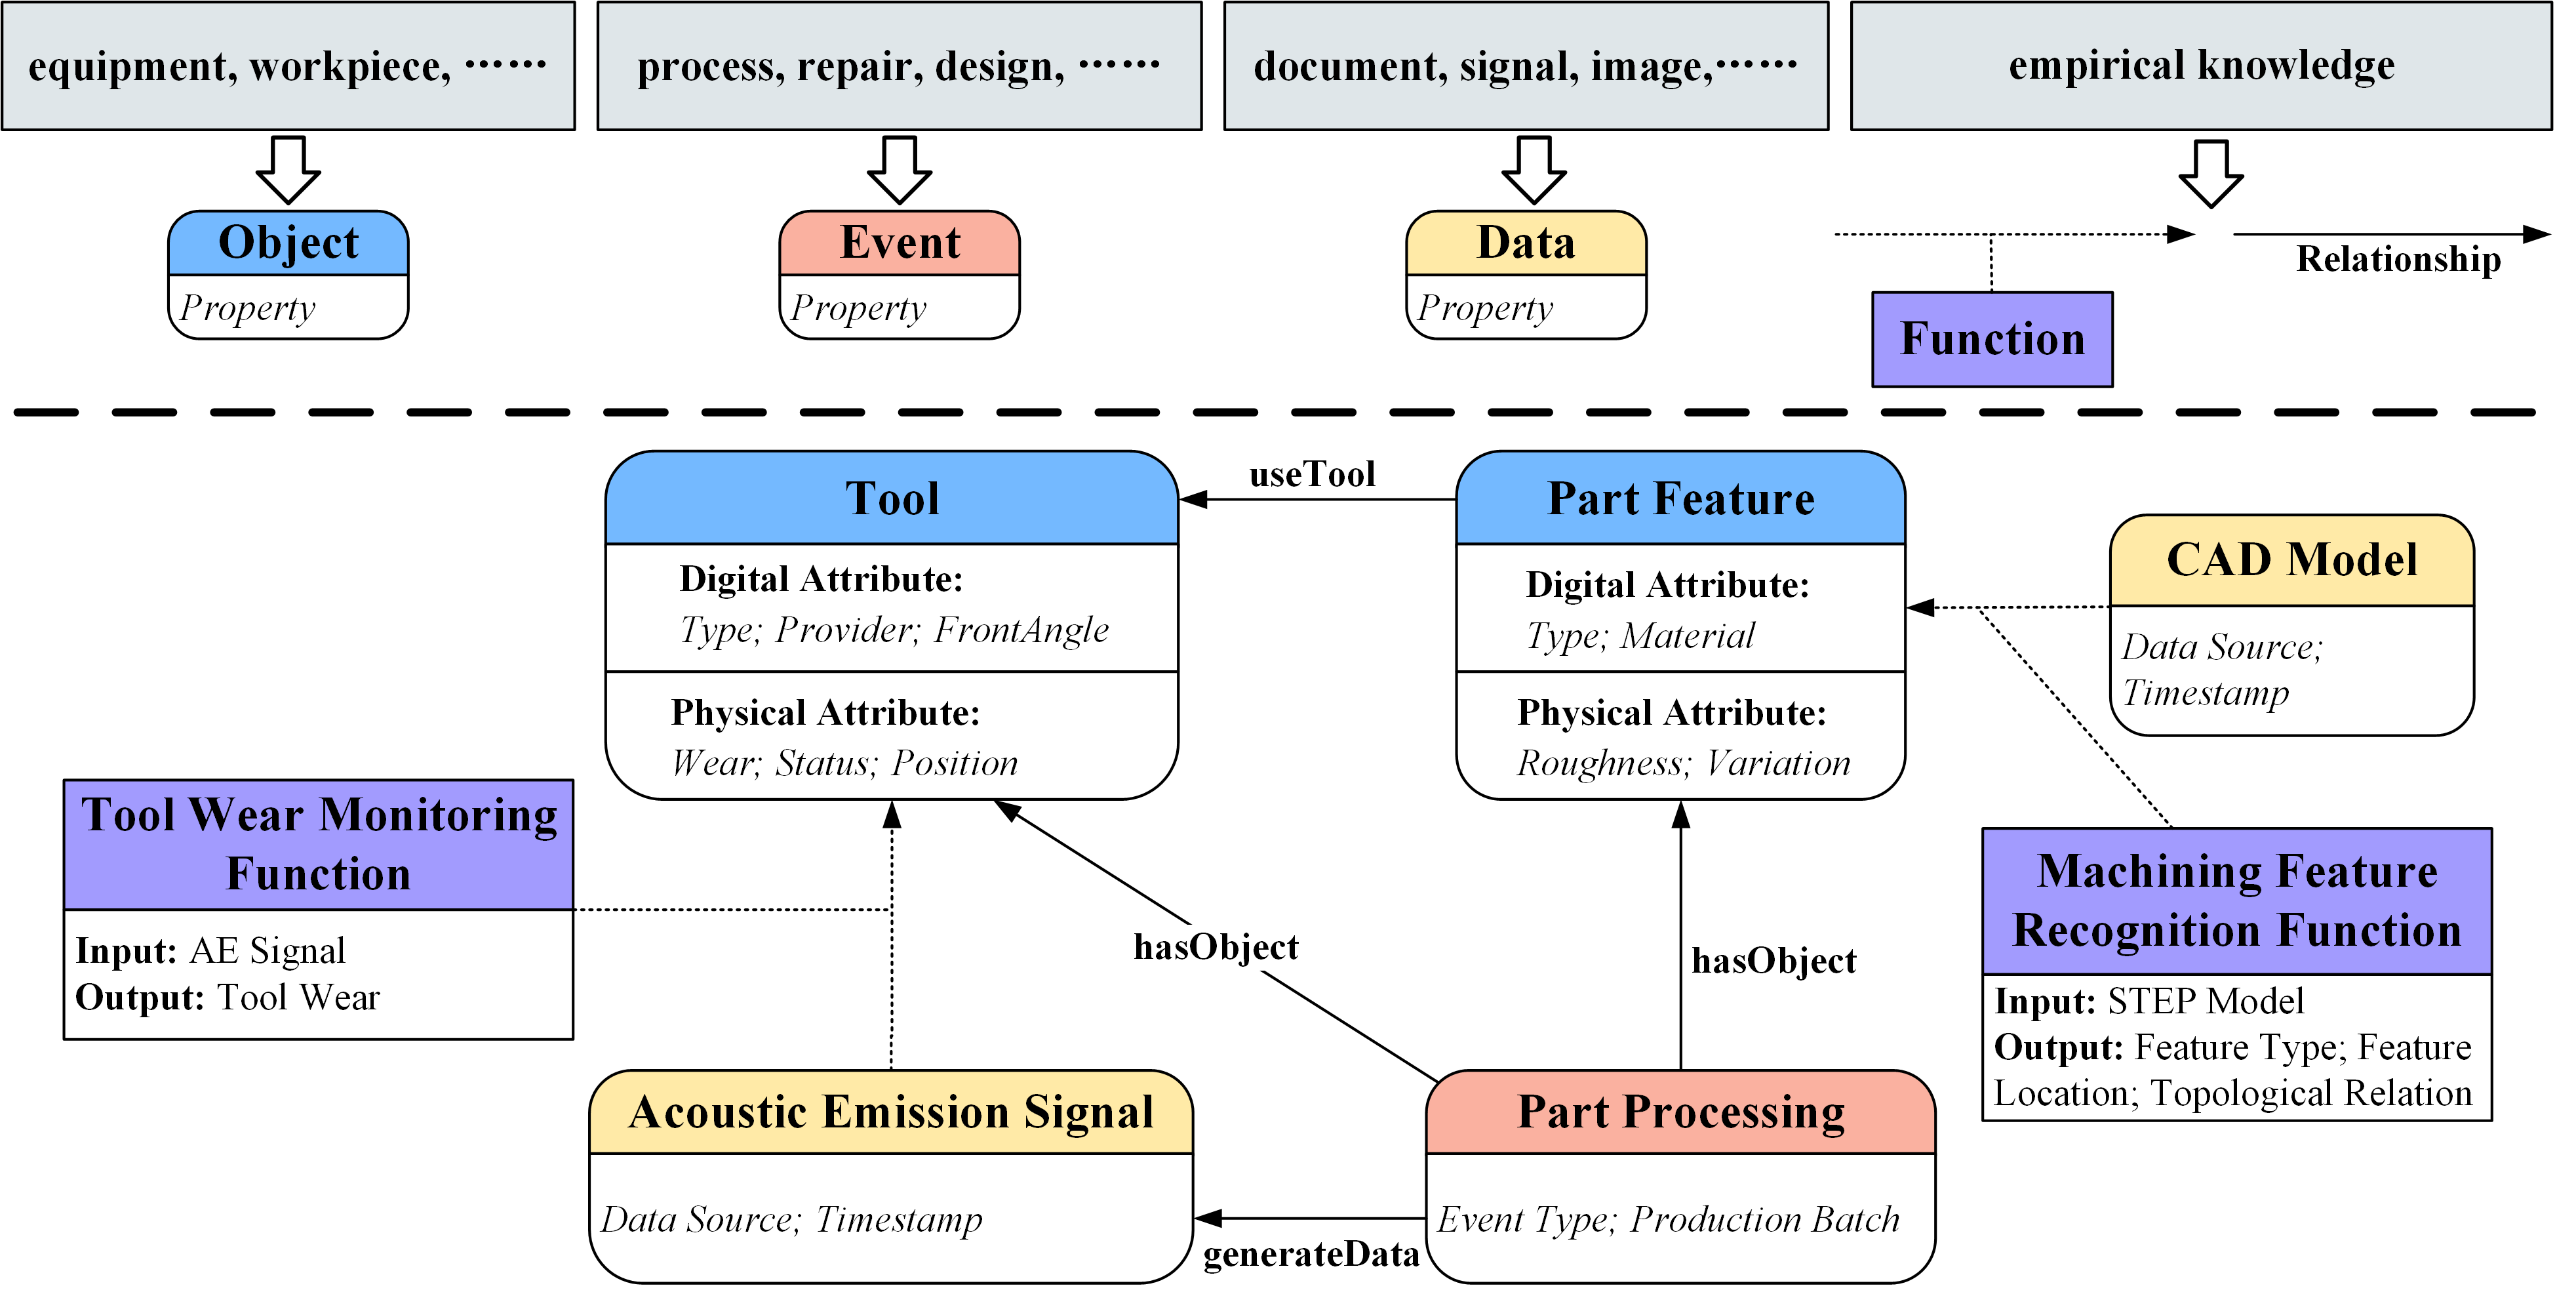 equipment, workpiece, ······
process, repair, design, ······
document, signal, image,······
empirical knowledge
Object
Property
Event
Property
Data
Property
Relationship
Function
Tool
Digital Attribute:
Type; Provider; FrontAngle
Physical Attribute:
Wear; Status; Position
useTool
Part Feature
Digital Attribute:
Type; Material
Physical Attribute:
Roughness; Variation
CAD Model
Data Source;
Timestamp
Tool Wear Monitoring
Function
Input: AE Signal
Output: Tool Wear
hasObject
hasObject
Machining Feature
Recognition Function
Input: STEP Model
Output: Feature Type; Feature
Location; Topological Relation
Acoustic Emission Signal
Data Source; Timestamp
generateData
Part Processing
Event Type; Production Batch